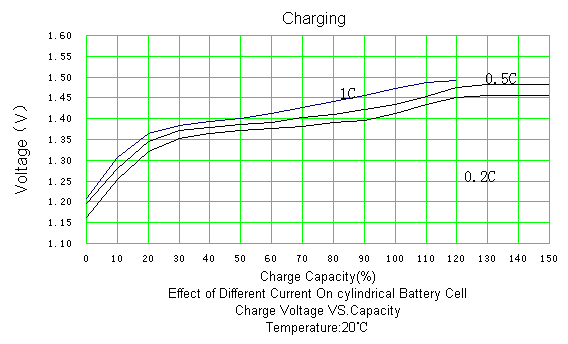 Charging
1.60
1.55
1.50
1.45
1.40
1.35
1.30
1.25
1.20
1.15
1.10
Voltage (V)
1C
0.5C
0.2C
0 10 20 30 40 50 60 70 80 90 100 110 120 130 140 150
Charge Capacity(%)
Effect of Different Current On cylindrical Battery Cell
Charge Voltage VS.Capacity
Temperature:20℃